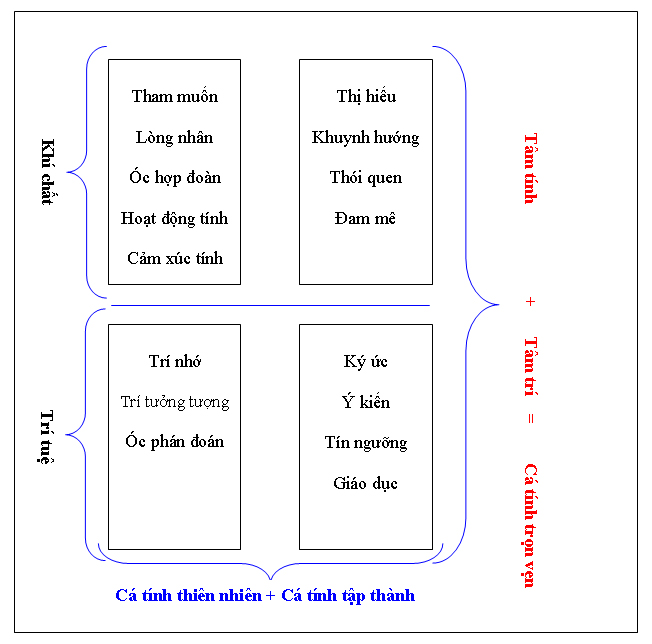 Khí chất
Tham muốn
Lòng nhân
Óc hợp đoàn
Hoạt động tính
Cảm xúc tính
Thị hiếu
Khuynh hướng
Thói quen
Đam mê
Trí tuệ
Trí nhớ
Trí tưởng tượng
Óc phán đoán
Ký ức
Ý kiến
Tín ngưỡng
Giáo dục
Tâm tính + Tâm trí = Cá tính trọn vẹn
Cá tính thiên nhiên + Cá tính tập thành